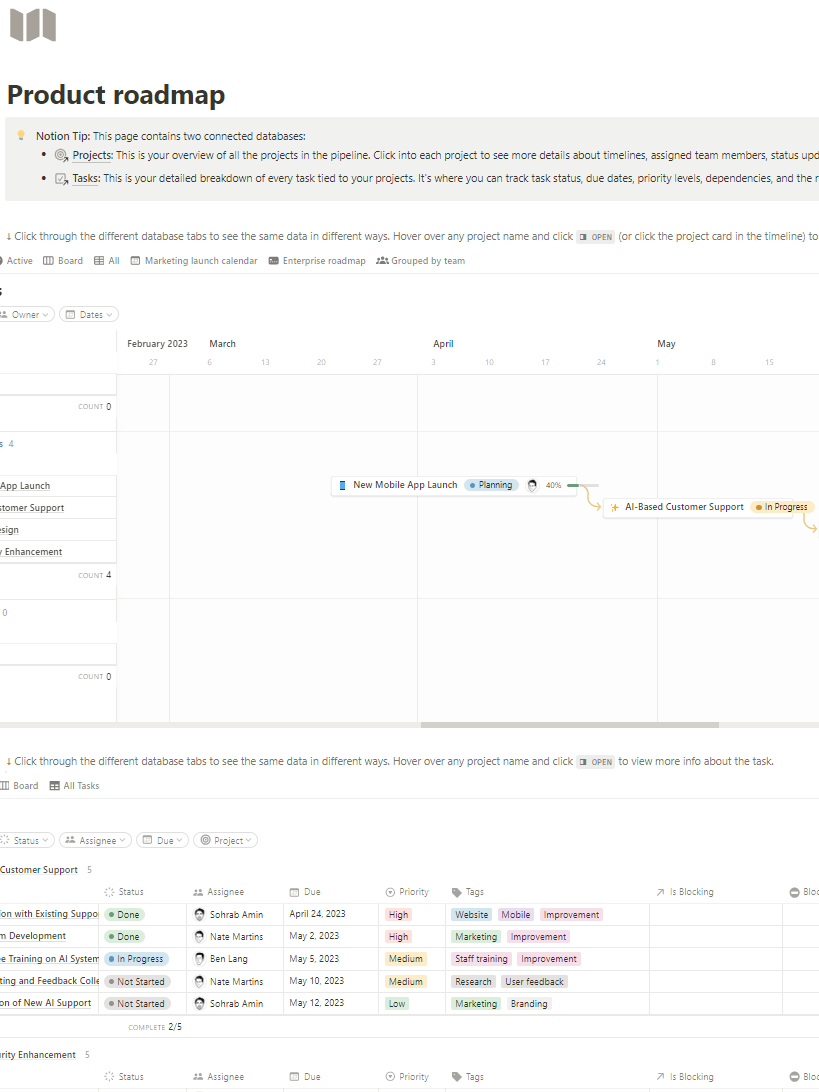 Product roadmap
Notion Tip: This page contains two connected databases:
Projects: This is your overview of all the projects in the pipeline. Click into each project to see more details about timelines, assigned team members, status upd
Tasks: This is your detailed breakdown of every task tied to your projects. It's where you can track task status, due dates, priority levels, dependencies, and the r
↓ Click through the different database tabs to see the same data in different ways. Hover over any project name and click OPEN (or click the project card in the timeline) to
Active Board All Marketing launch calendar Enterprise roadmap Grouped by team
s
Owner Dates
February 2023 March April May
27 6 13 20 27 3 10 17 24 1 8 15
COUNT 0
s 4
App Launch New Mobile App Launch Planning 40%
stomer Support AI-Based Customer Support In Progress
esign
y Enhancement
COUNT 4
0
COUNT 0
↓ Click through the different database tabs to see the same data in different ways. Hover over any project name and click OPEN to view more info about the task.
Board All Tasks
Status Assignee Due Project
Customer Support 5
Status Assignee Due Priority Tags Is Blocking Bloc
ion with Existing Suppo Done Sohrab Amin April 24, 2023 High Website Mobile Improvement
m Development Done Nate Martins May 2, 2023 High Marketing Improvement
ee Training on AI System In Progress Ben Lang May 5, 2023 Medium Staff training Improvement
ting and Feedback Colle Not Started Nate Martins May 10, 2023 Medium Research User feedback
on of New AI Support Not Started Sohrab Amin May 12, 2023 Low Marketing Branding
COMPLETE 2/5
urity Enhancement 5
Status Assignee Due Priority Tags Is Blocking Bloc